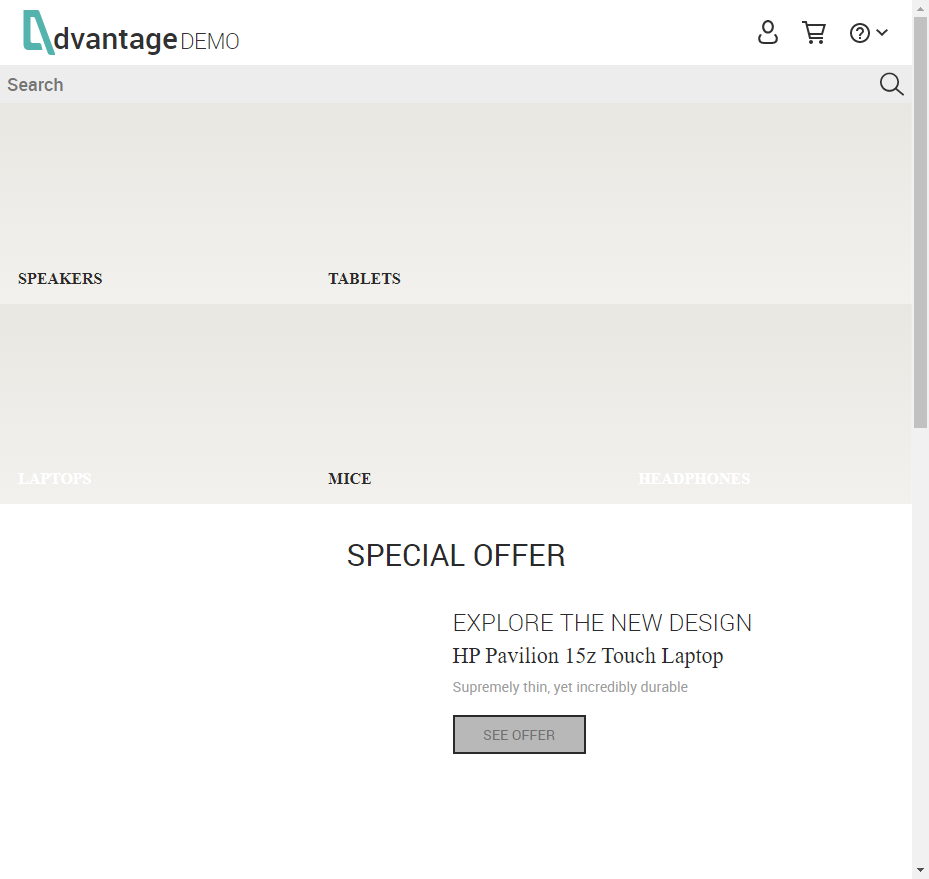 dvantage DEMO
Search
SPEAKERS
TABLETS
LAPTOPS
MICE
HEADPHONES
SPECIAL OFFER
EXPLORE THE NEW DESIGN
HP Pavilion 15z Touch Laptop
Supremely thin, yet incredibly durable
SEE OFFER